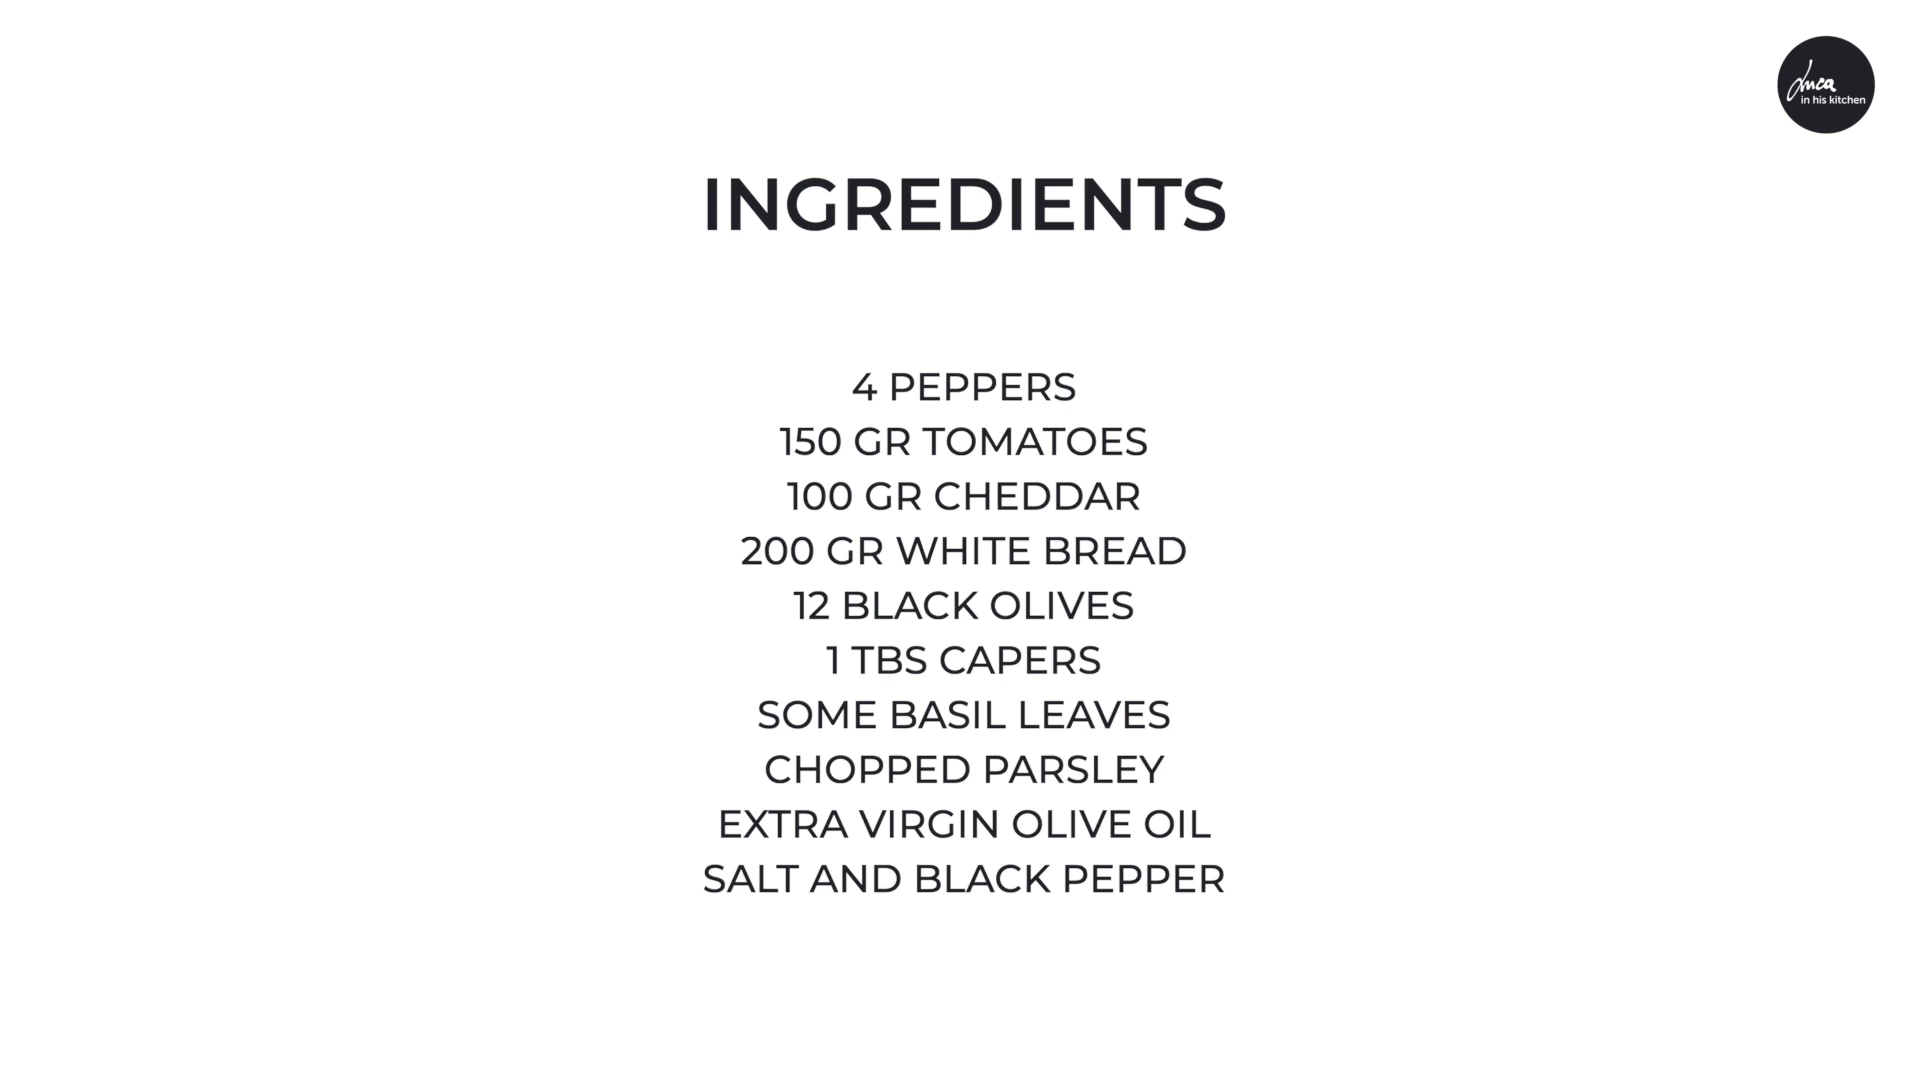 Luca
in his kitchen
INGREDIENTS
4 PEPPERS
150 GR TOMATOES
100 GR CHEDDAR
200 GR WHITE BREAD
12 BLACK OLIVES
1 TBS CAPERS
SOME BASIL LEAVES
CHOPPED PARSLEY
EXTRA VIRGIN OLIVE OIL
SALT AND BLACK PEPPER